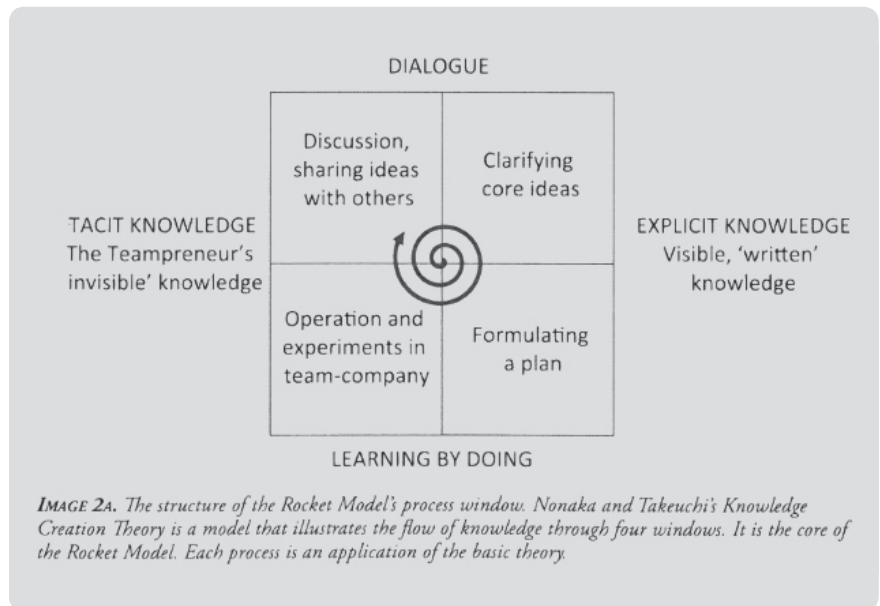 DIALOGUE
Discussion,
sharing ideas
with others
Clarifying
core ideas
TACIT KNOWLEDGE
The Teampreneur's
invisible' knowledge
EXPLICIT KNOWLEDGE
Visible, 'written'
knowledge
Operation and
experiments in
team-company
Formulating
a plan
LEARNING BY DOING
IMAGE 2A. The structure of the Rocket Model's process window. Nonaka and Takeuchi's Knowledge
Creation Theory is a model that illustrates the flow of knowledge through four windows. It is the core of
the Rocket Model. Each process is an application of the basic theory.